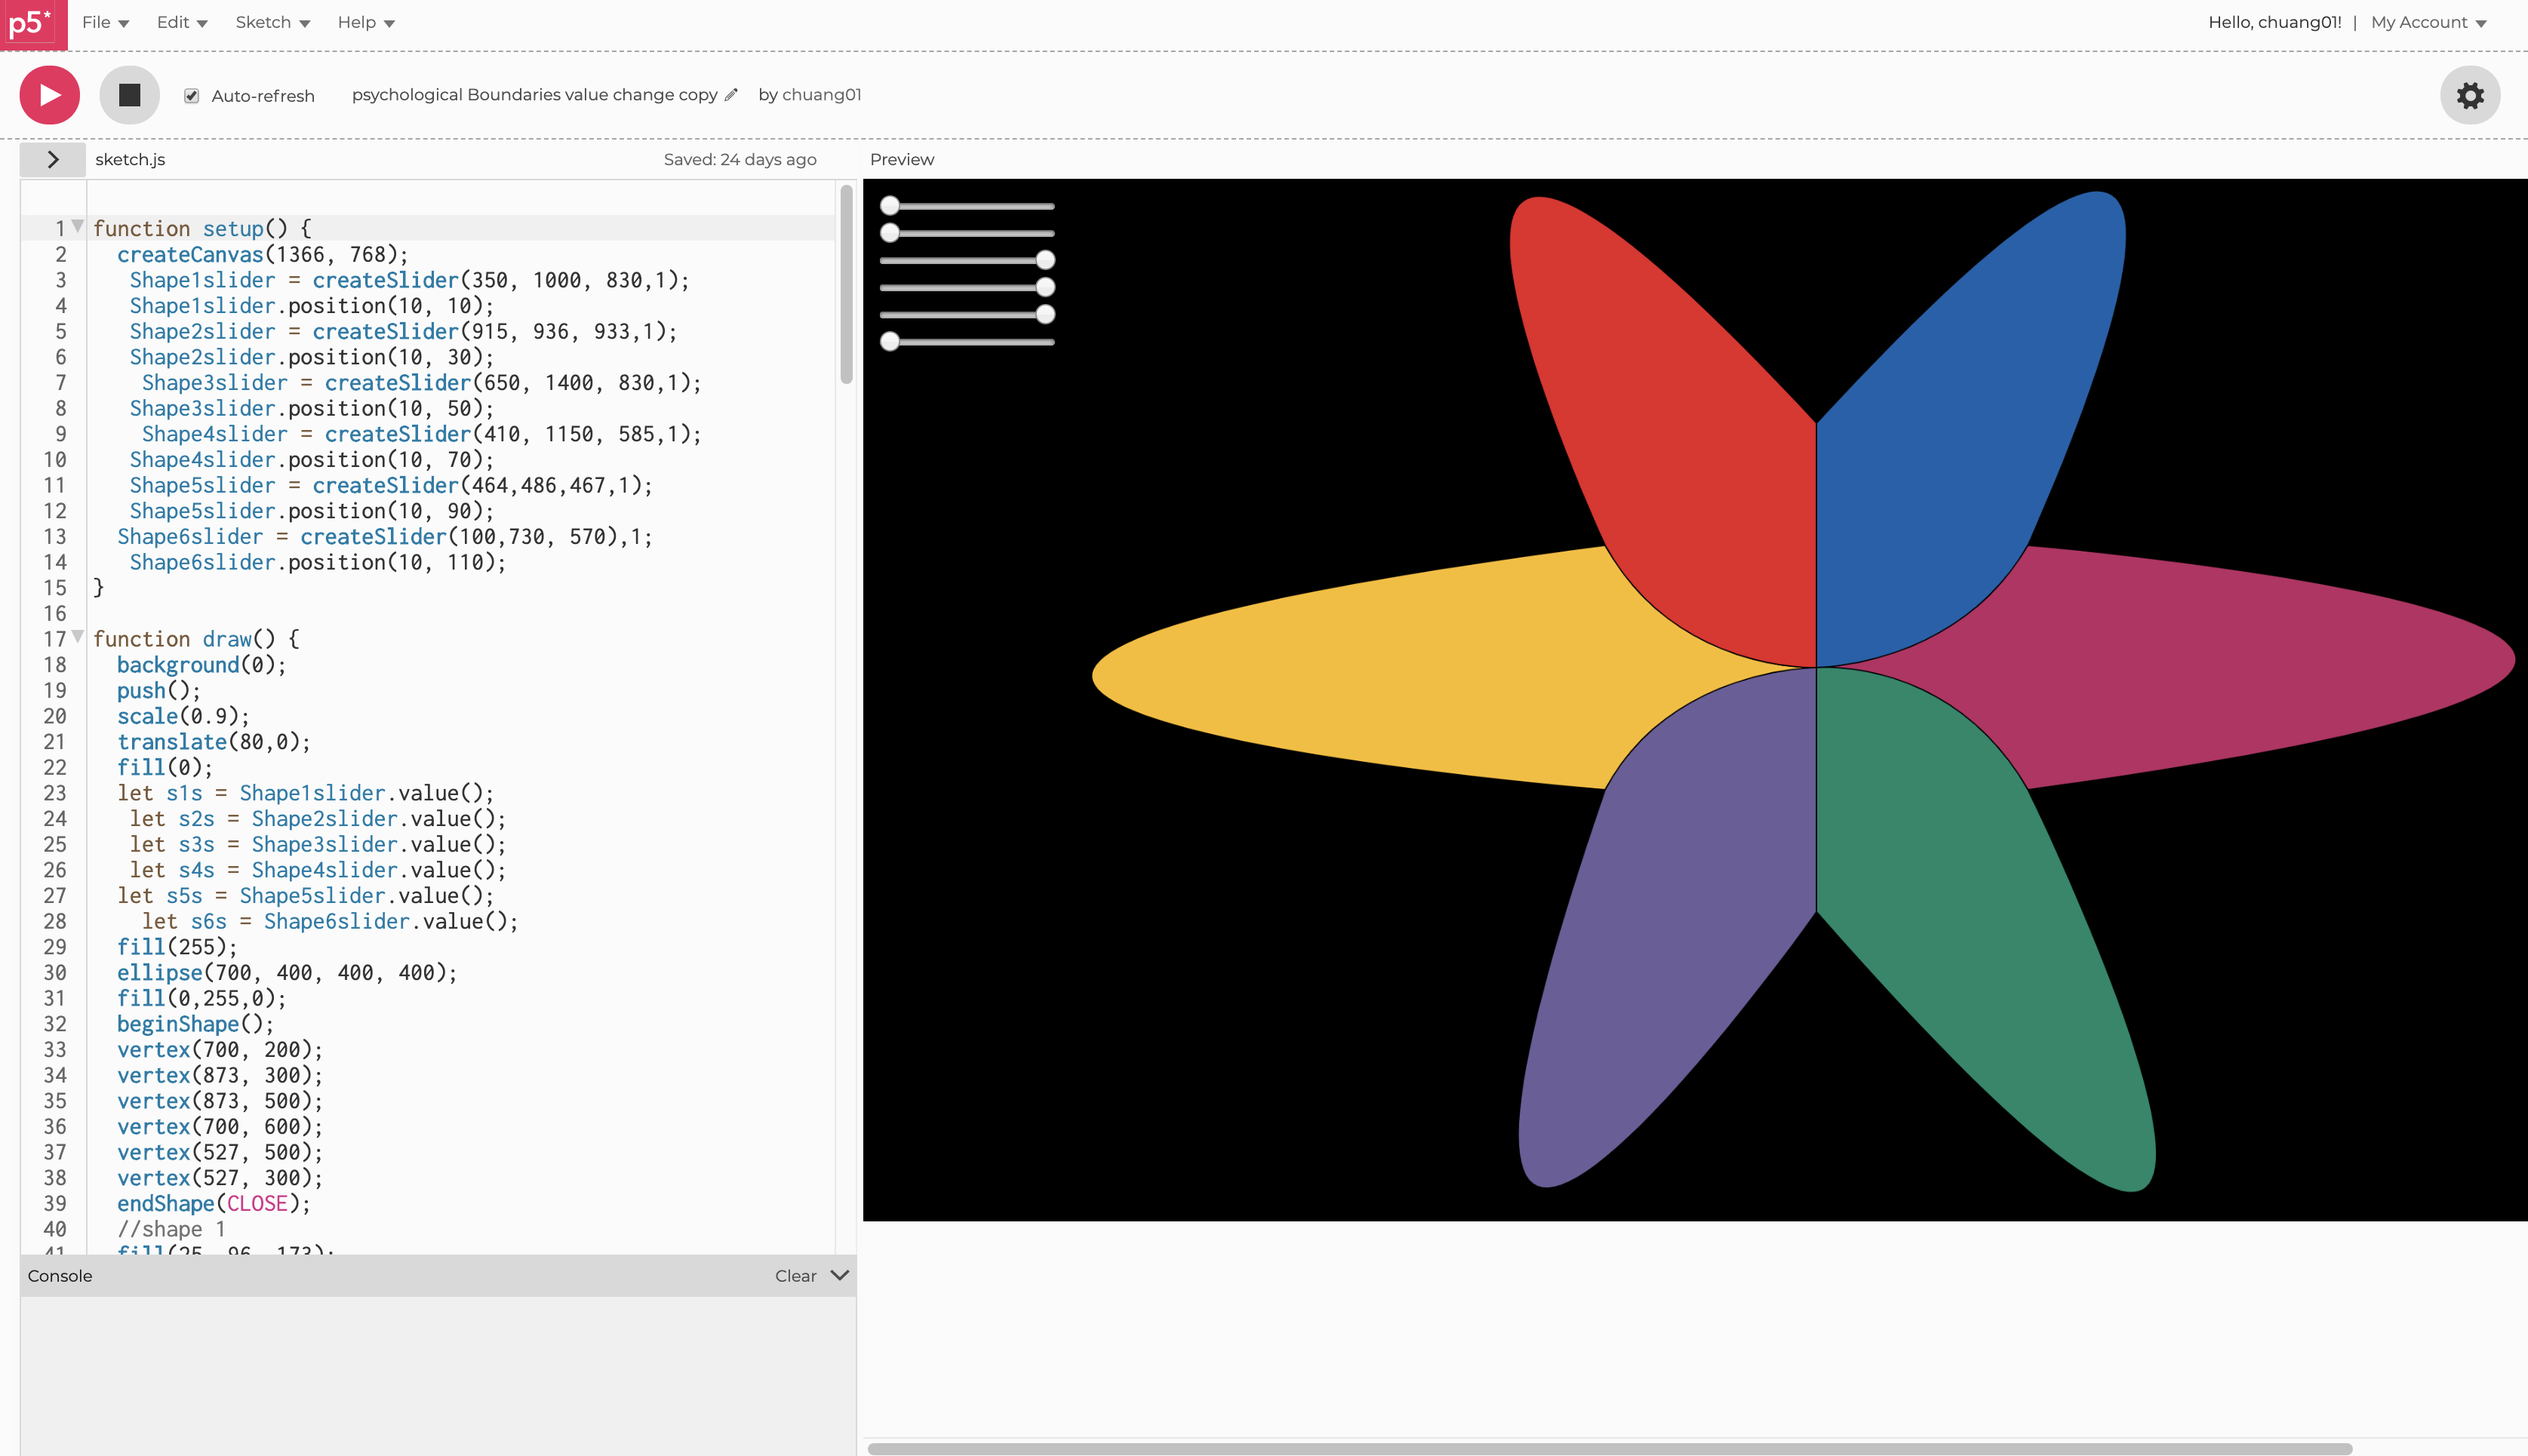 p5*
File Edit Sketch Help
Hello, chuang01! | My Account
Auto-refresh psychological Boundaries value change copy by chuang01
sketch.js Saved: 24 days ago Preview
1 function setup() {
2 createCanvas(1366, 768);
3 Shape1slider = createSlider(350, 1000, 830,1);
4 Shape1slider.position(10, 10);
5 Shape2slider = createSlider(915, 936, 933,1);
6 Shape2slider.position(10, 30);
7 Shape3slider = createSlider(650, 1400, 830,1);
8 Shape3slider.position(10, 50);
9 Shape4slider = createSlider(410, 1150, 585,1);
10 Shape4slider.position(10, 70);
11 Shape5slider = createSlider(464,486,467,1);
12 Shape5slider.position(10, 90);
13 Shape6slider = createSlider(100,730, 570),1;
14 Shape6slider.position(10, 110);
15 }
16
17 function draw() {
18 background(0);
19 push();
20 scale(0.9);
21 translate(80,0);
22 fill(0);
23 let s1s = Shape1slider.value();
24 let s2s = Shape2slider.value();
25 let s3s = Shape3slider.value();
26 let s4s = Shape4slider.value();
27 let s5s = Shape5slider.value();
28 let s6s = Shape6slider.value();
29 fill(255);
30 ellipse(700, 400, 400, 400);
31 fill(0,255,0);
32 beginShape();
33 vertex(700, 200);
34 vertex(873, 300);
35 vertex(873, 500);
36 vertex(700, 600);
37 vertex(527, 500);
38 vertex(527, 300);
39 endShape(CLOSE);
40 //shape 1
41 fill(25, 96, 173);
Console Clear